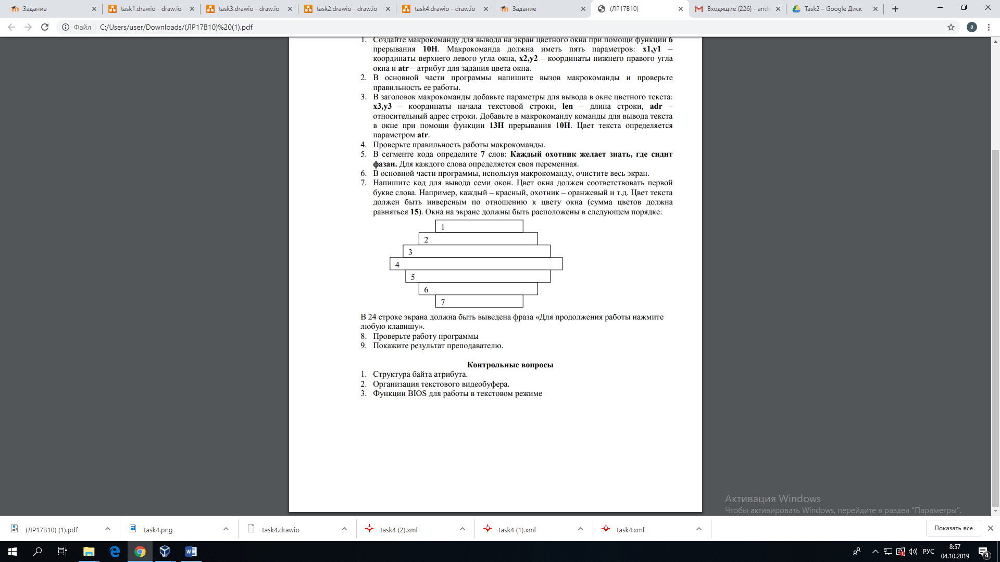 Задание
task1.drawio - draw.io
task3.drawio - draw.io
task2.drawio - draw.io
task4.drawio - draw.io
Задание
(ЛР17В10)
Входящие (226) - andr
Task2 – Google Диск
Файл
C:/Users/user/Downloads/(ЛР17В10)%20(1).pdf
a
1. Создайте макрокоманду для вывода на экран цветного окна при помощи функции 6
прерывания 10H. Макрокоманда должна иметь пять параметров: x1,y1 –
координаты верхнего левого угла окна, x2,y2 – координаты нижнего правого угла
окна и atr – атрибут для задания цвета окна.
2. В основной части программы напишите вызов макрокоманды и проверьте
правильность ее работы.
3. В заголовок макрокоманды добавьте параметры для вывода в окне цветного текста:
x3,y3 – координаты начала текстовой строки, len – длина строки, adr –
относительный адрес строки. Добавьте в макрокоманду команды для вывода текста
в окне при помощи функции 13H прерывания 10H. Цвет текста определяется
параметром atr.
4. Проверьте правильность работы макрокоманды.
5. В сегменте кода определите 7 слов: Каждый охотник желает знать, где сидит
фазан. Для каждого слова определяется своя переменная.
6. В основной части программы, используя макрокоманду, очистите весь экран.
7. Напишите код для вывода семи окон. Цвет окна должен соответствовать первой
букве слова. Например, каждый – красный, охотник – оранжевый и т.д. Цвет текста
должен быть инверсным по отношению к цвету окна (сумма цветов должна
равняться 15). Окна на экране должны быть расположены в следующем порядке:
1
2
3
4
5
6
7
В 24 строке экрана должна быть выведена фраза «Для продолжения работы нажмите
любую клавишу».
8. Проверьте работу программы
9. Покажите результат преподавателю.
Контрольные вопросы
1. Структура байта атрибута.
2. Организация текстового видеобуфера.
3. Функции BIOS для работы в текстовом режиме
Активация Windows
Чтобы активировать Windows, перейдите в раздел "Параметры".
(ЛР17В10) (1).pdf
task4.png
task4.drawio
task4 (2).xml
task4 (1).xml
task4.xml
Показать все
РУС
8:57
04.10.2019
4